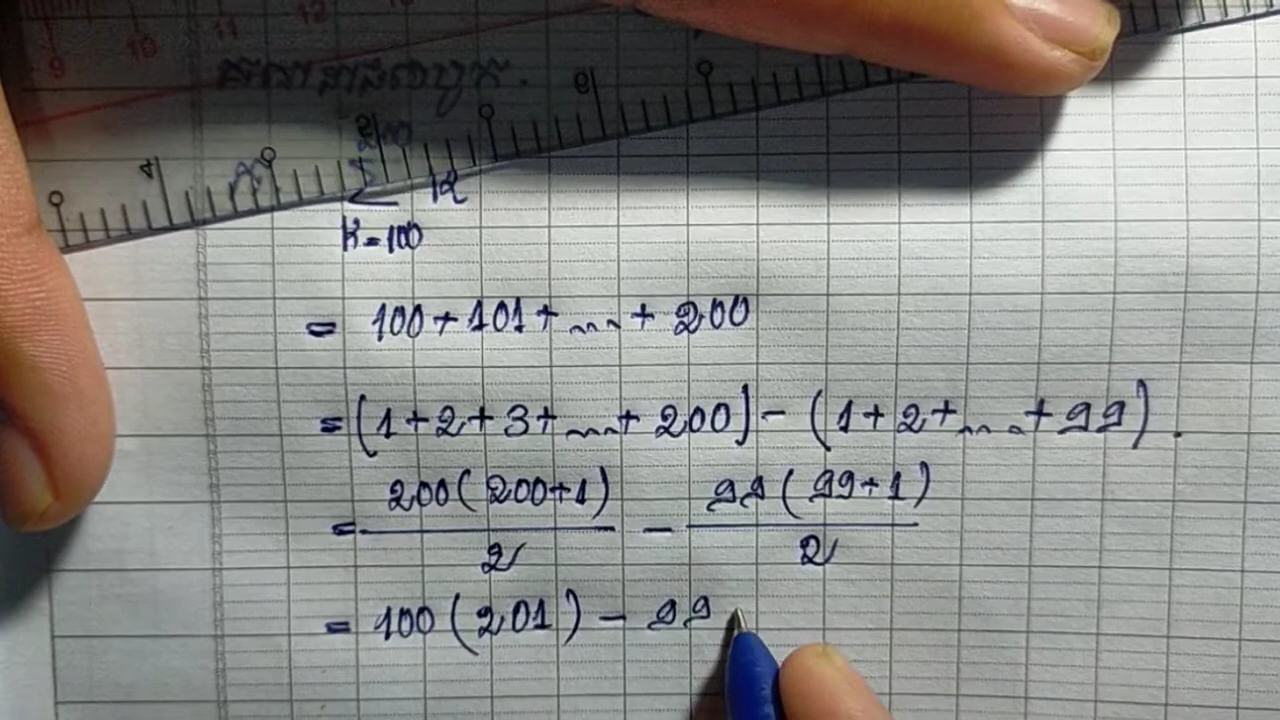 200
Σ K
K=100
= 100+101+...+ 200
=(1+2+3+...+ 200)-(1+2+...+99).
= 200(200+1)/2 - 99(99+1)/2
= 100(201) - 99